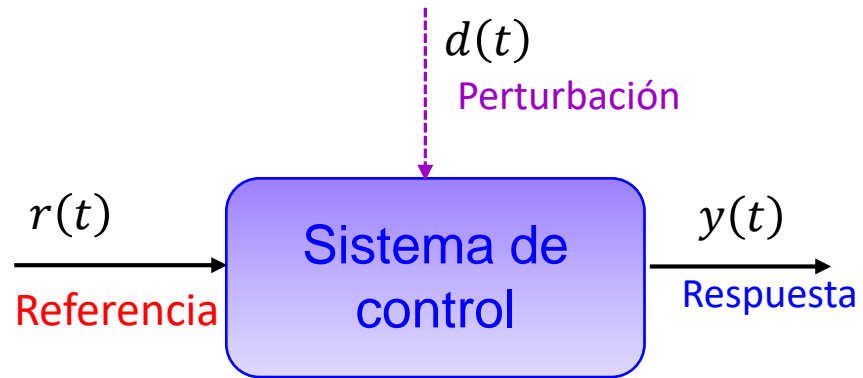 d(t)
Perturbación
r(t)
Referencia
Sistema de
control
y(t)
Respuesta